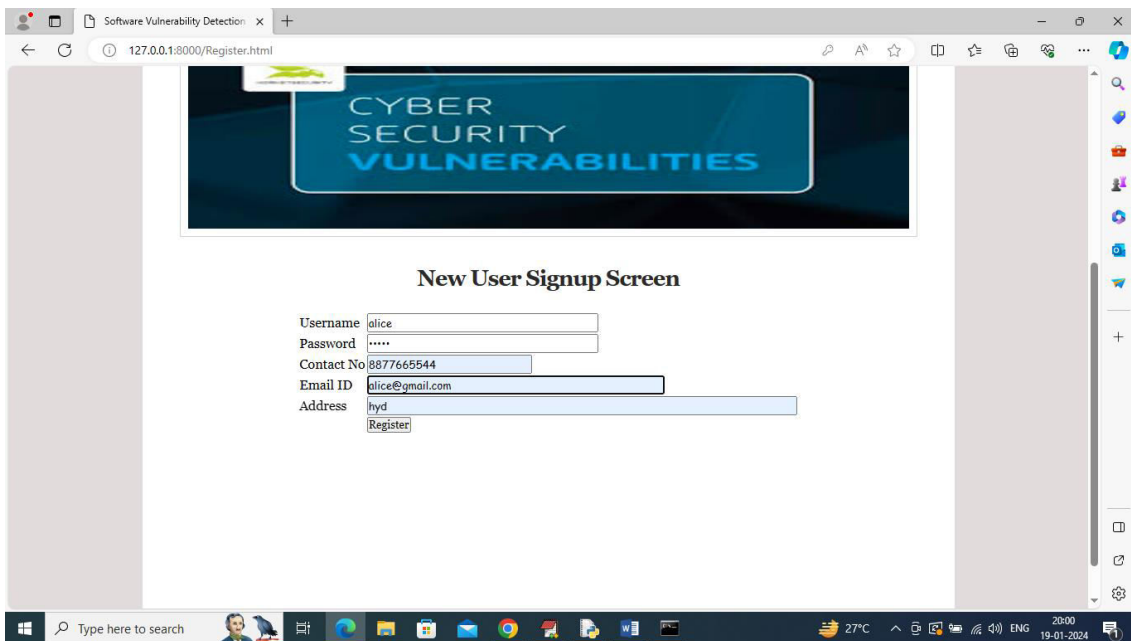 Software Vulnerability Detection
127.0.0.1:8000/Register.html
CYBER
SECURITY
VULNERABILITIES
New User Signup Screen
Username alice
Password •••••
Contact No 8877665544
Email ID alice@gmail.com
Address hyd
Register
Type here to search
27°C
ENG
20:00
19-01-2024